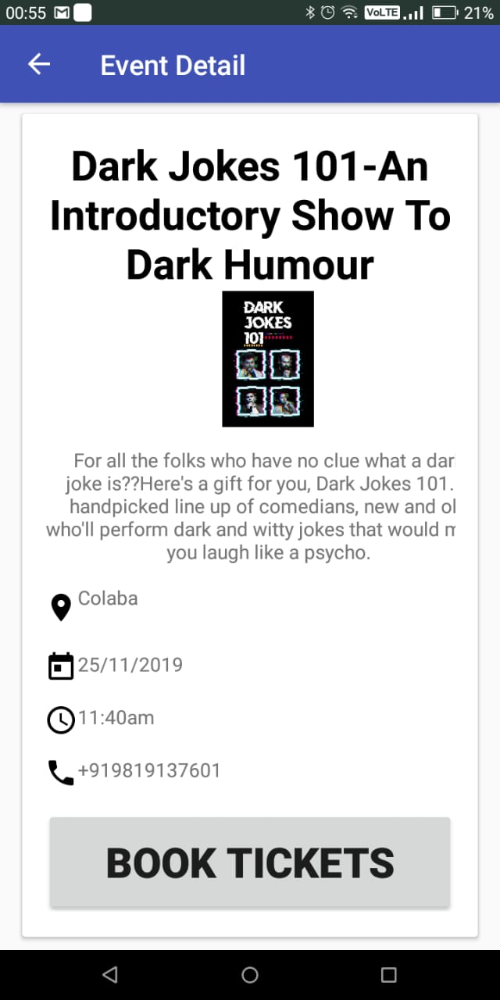 00:55
VoLTE
21%
Event Detail
Dark Jokes 101-An
Introductory Show To
Dark Humour
DARK
JOKES
101
For all the folks who have no clue what a dar
joke is??Here's a gift for you, Dark Jokes 101.
handpicked line up of comedians, new and ol
who'll perform dark and witty jokes that would m
you laugh like a psycho.
Colaba
25/11/2019
11:40am
+919819137601
BOOK TICKETS